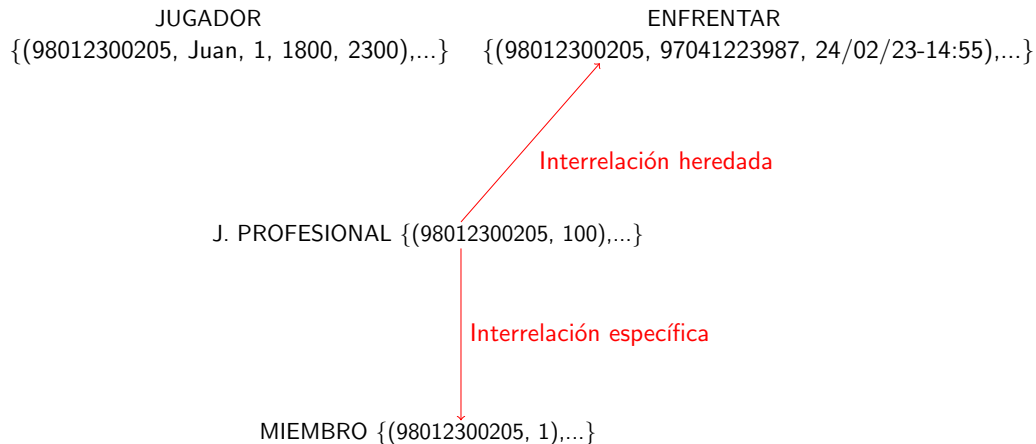 JUGADOR
ENFRENTAR
{(98012300205, Juan, 1, 1800, 2300),...}
{(98012300205, 97041223987, 24/02/23-14:55),...}
Interrelación heredada
J. PROFESIONAL {(98012300205, 100),...}
Interrelación específica
MIEMBRO {(98012300205, 1),...}